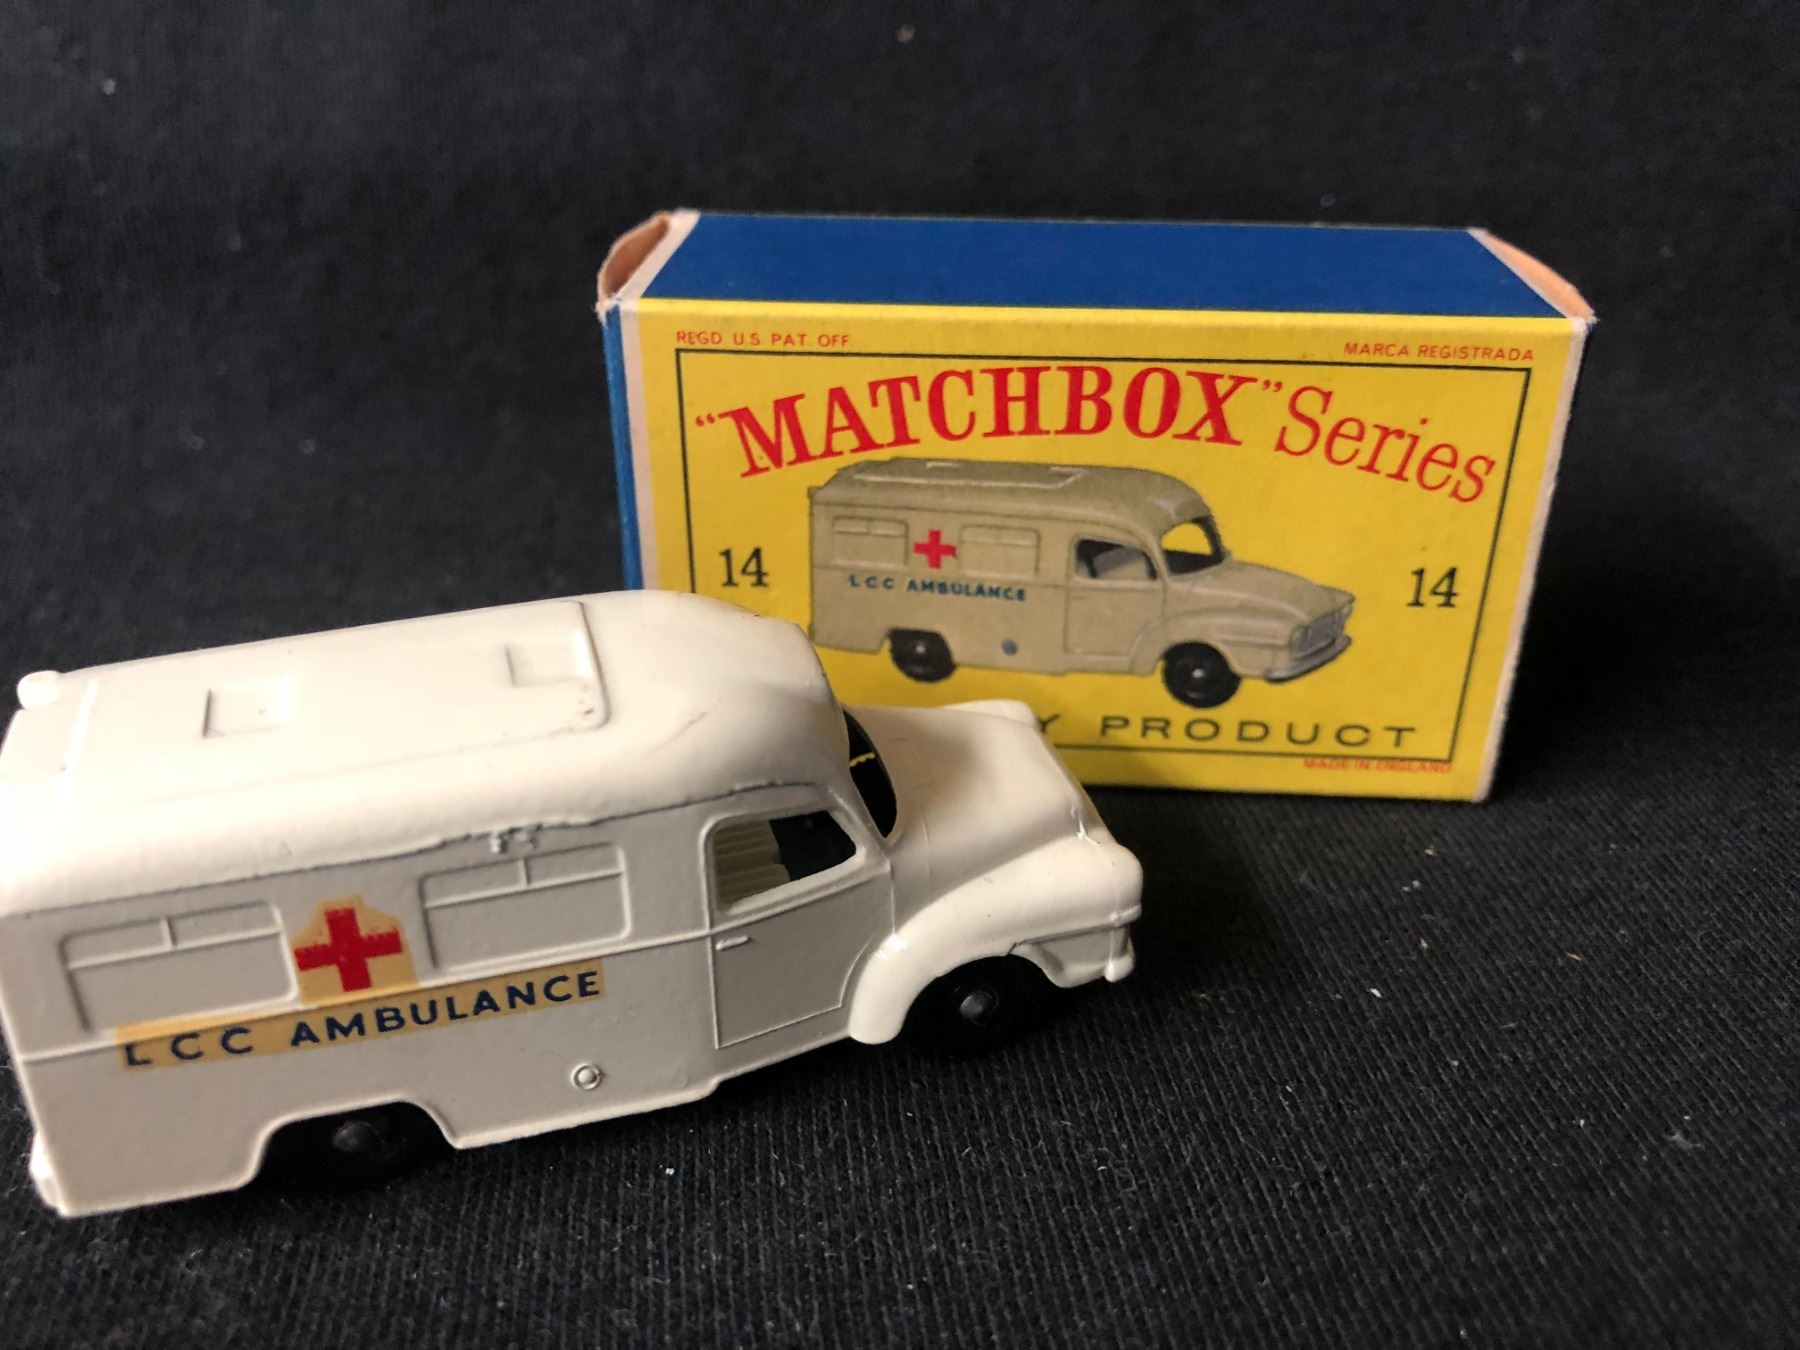 REGD. U.S. PAT. OFF. MARCA REGISTRADA
"MATCHBOX" Series
14 14
LCC AMBULANCE
Y PRODUCT
MADE IN ENGLAND
LCC AMBULANCE